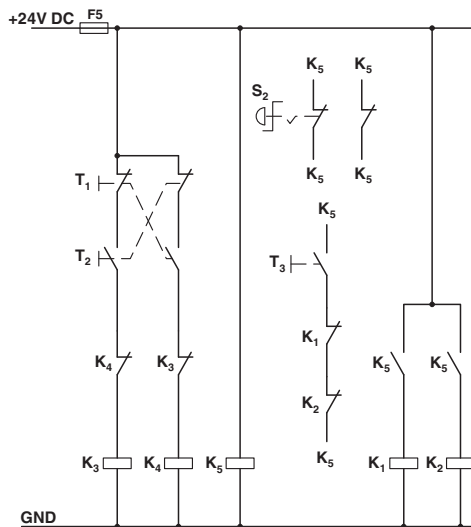 +24V DC
F5
K5 K5
S2
K5 K5
T1
K5
T2
T3
K1
K4 K3 K5 K5
K2
K5
K3 K4 K5 K1 K2
GND